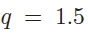 q = 1.5